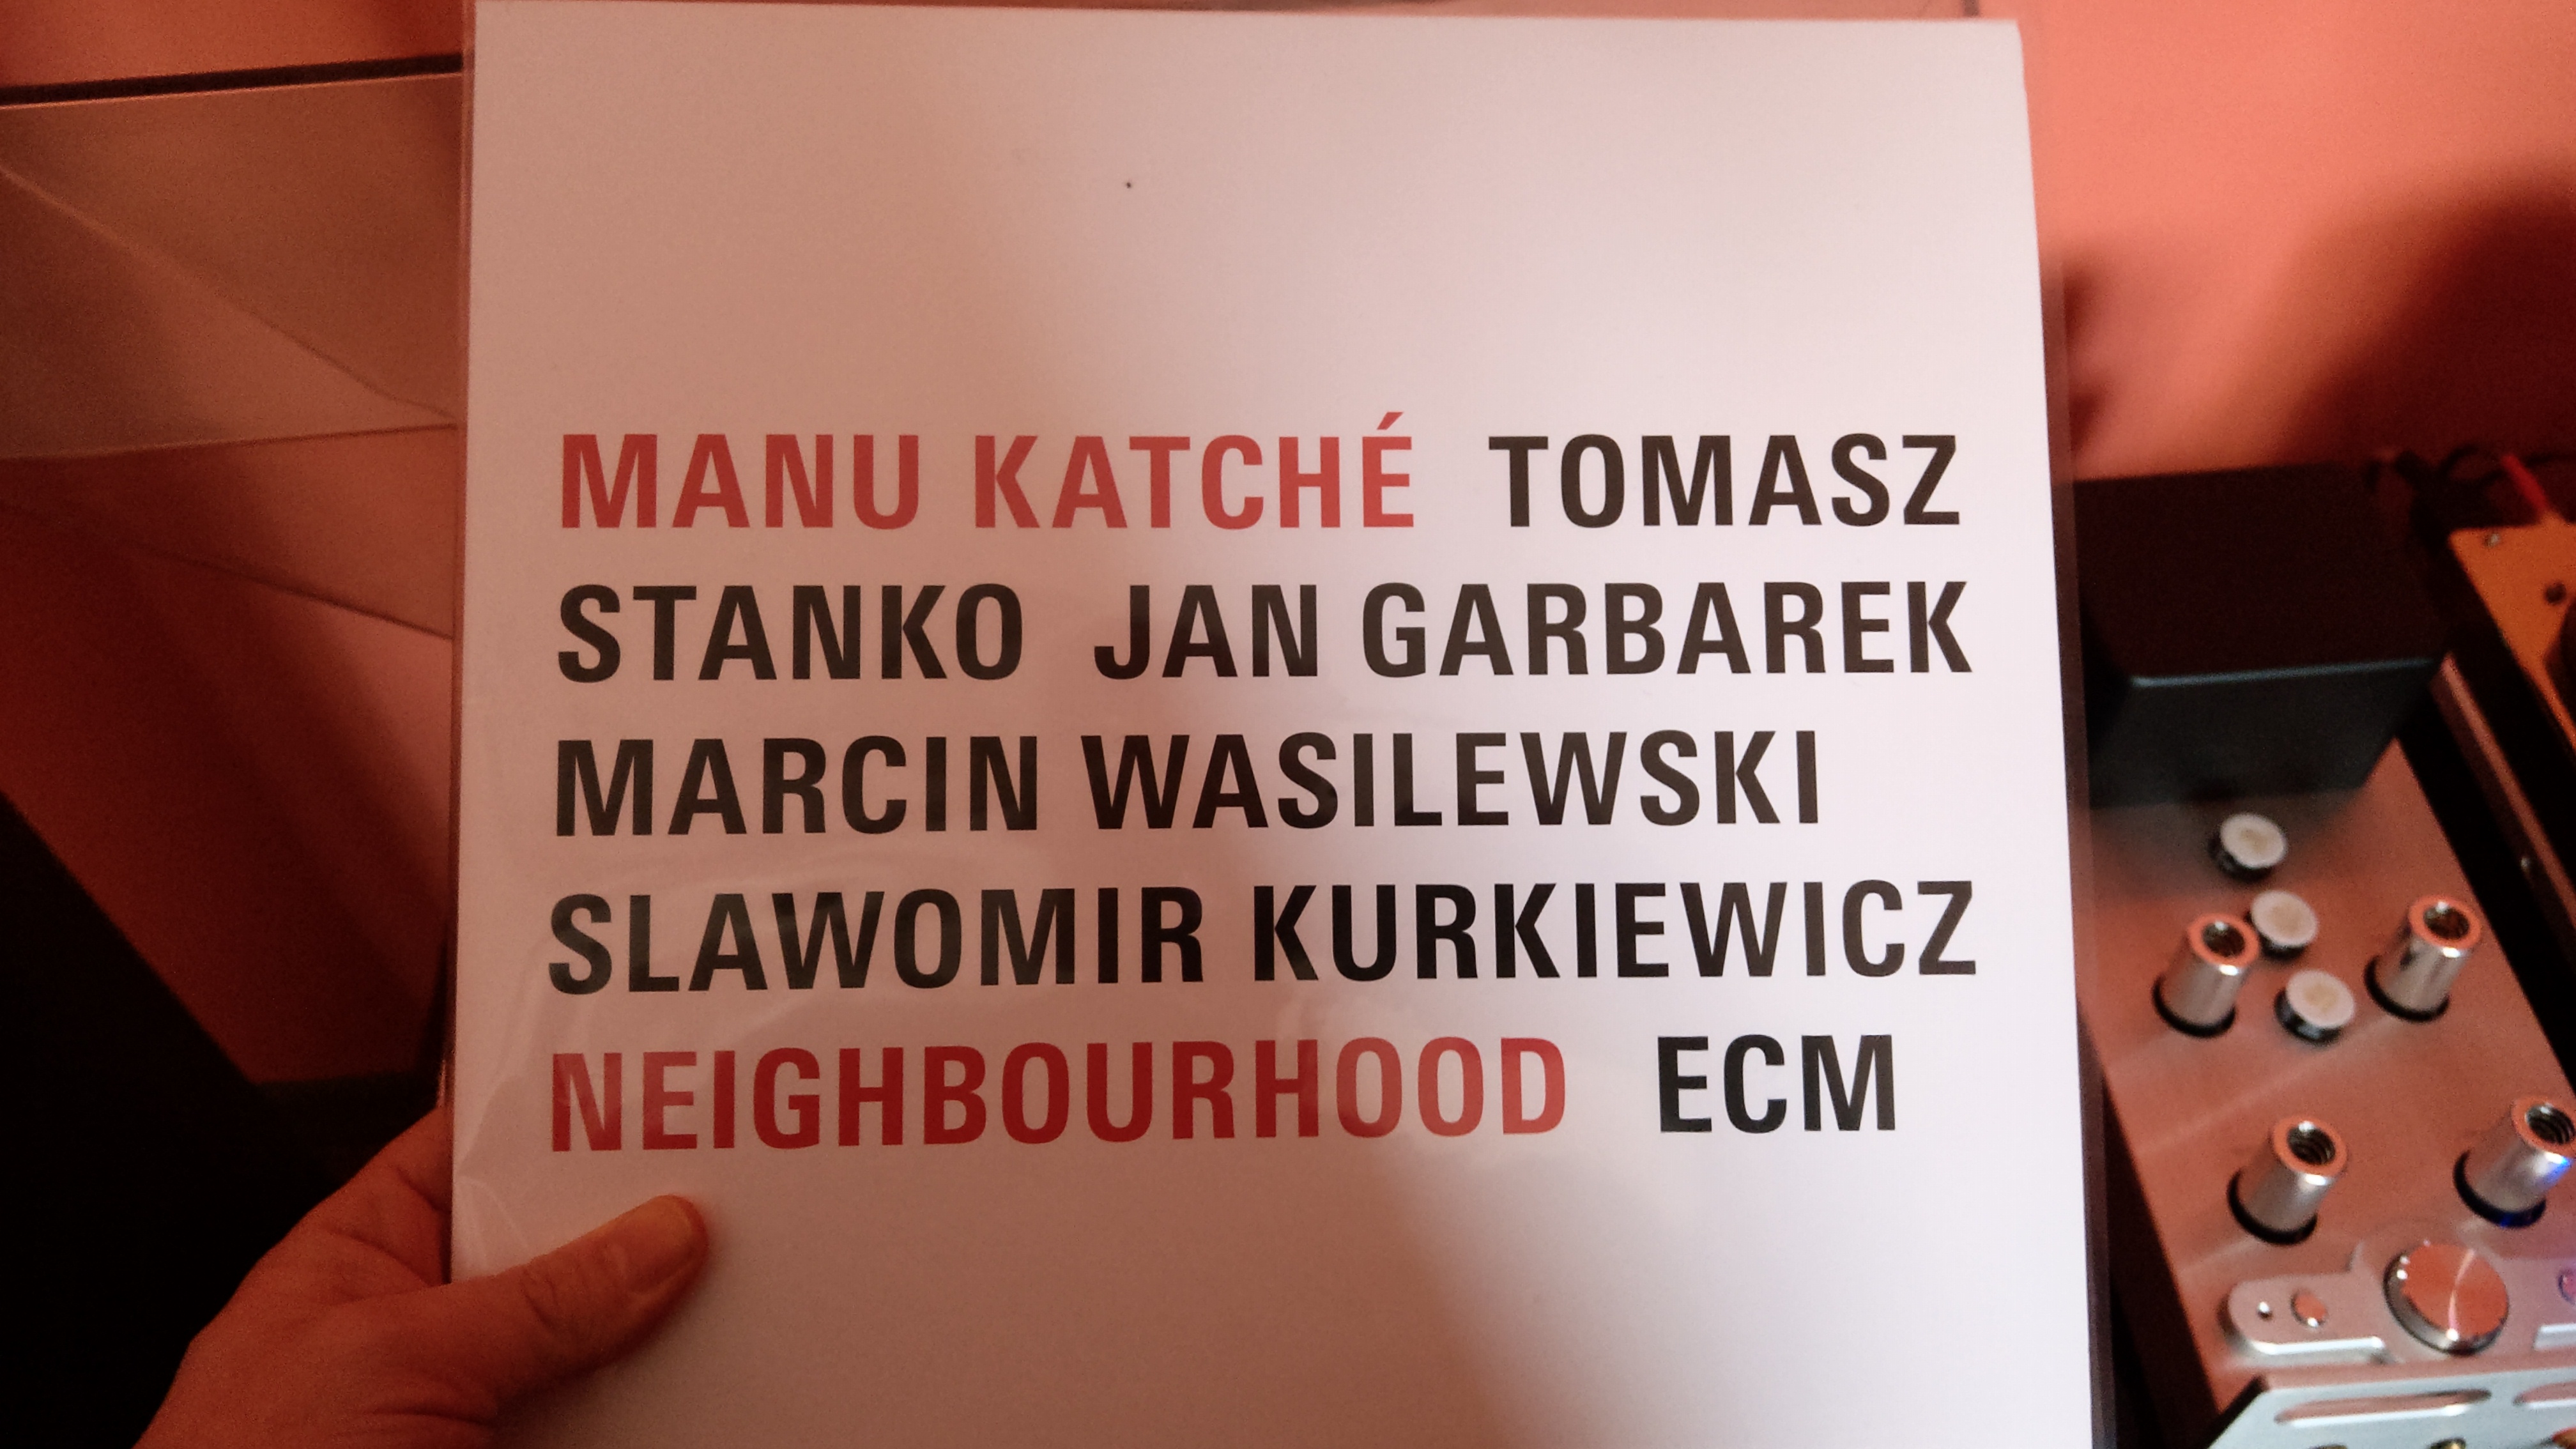 MANU KATCHÉ TOMASZ
STANKO JAN GARBAREK
MARCIN WASILEWSKI
SLAWOMIR KURKIEWICZ
NEIGHBOURHOOD ECM